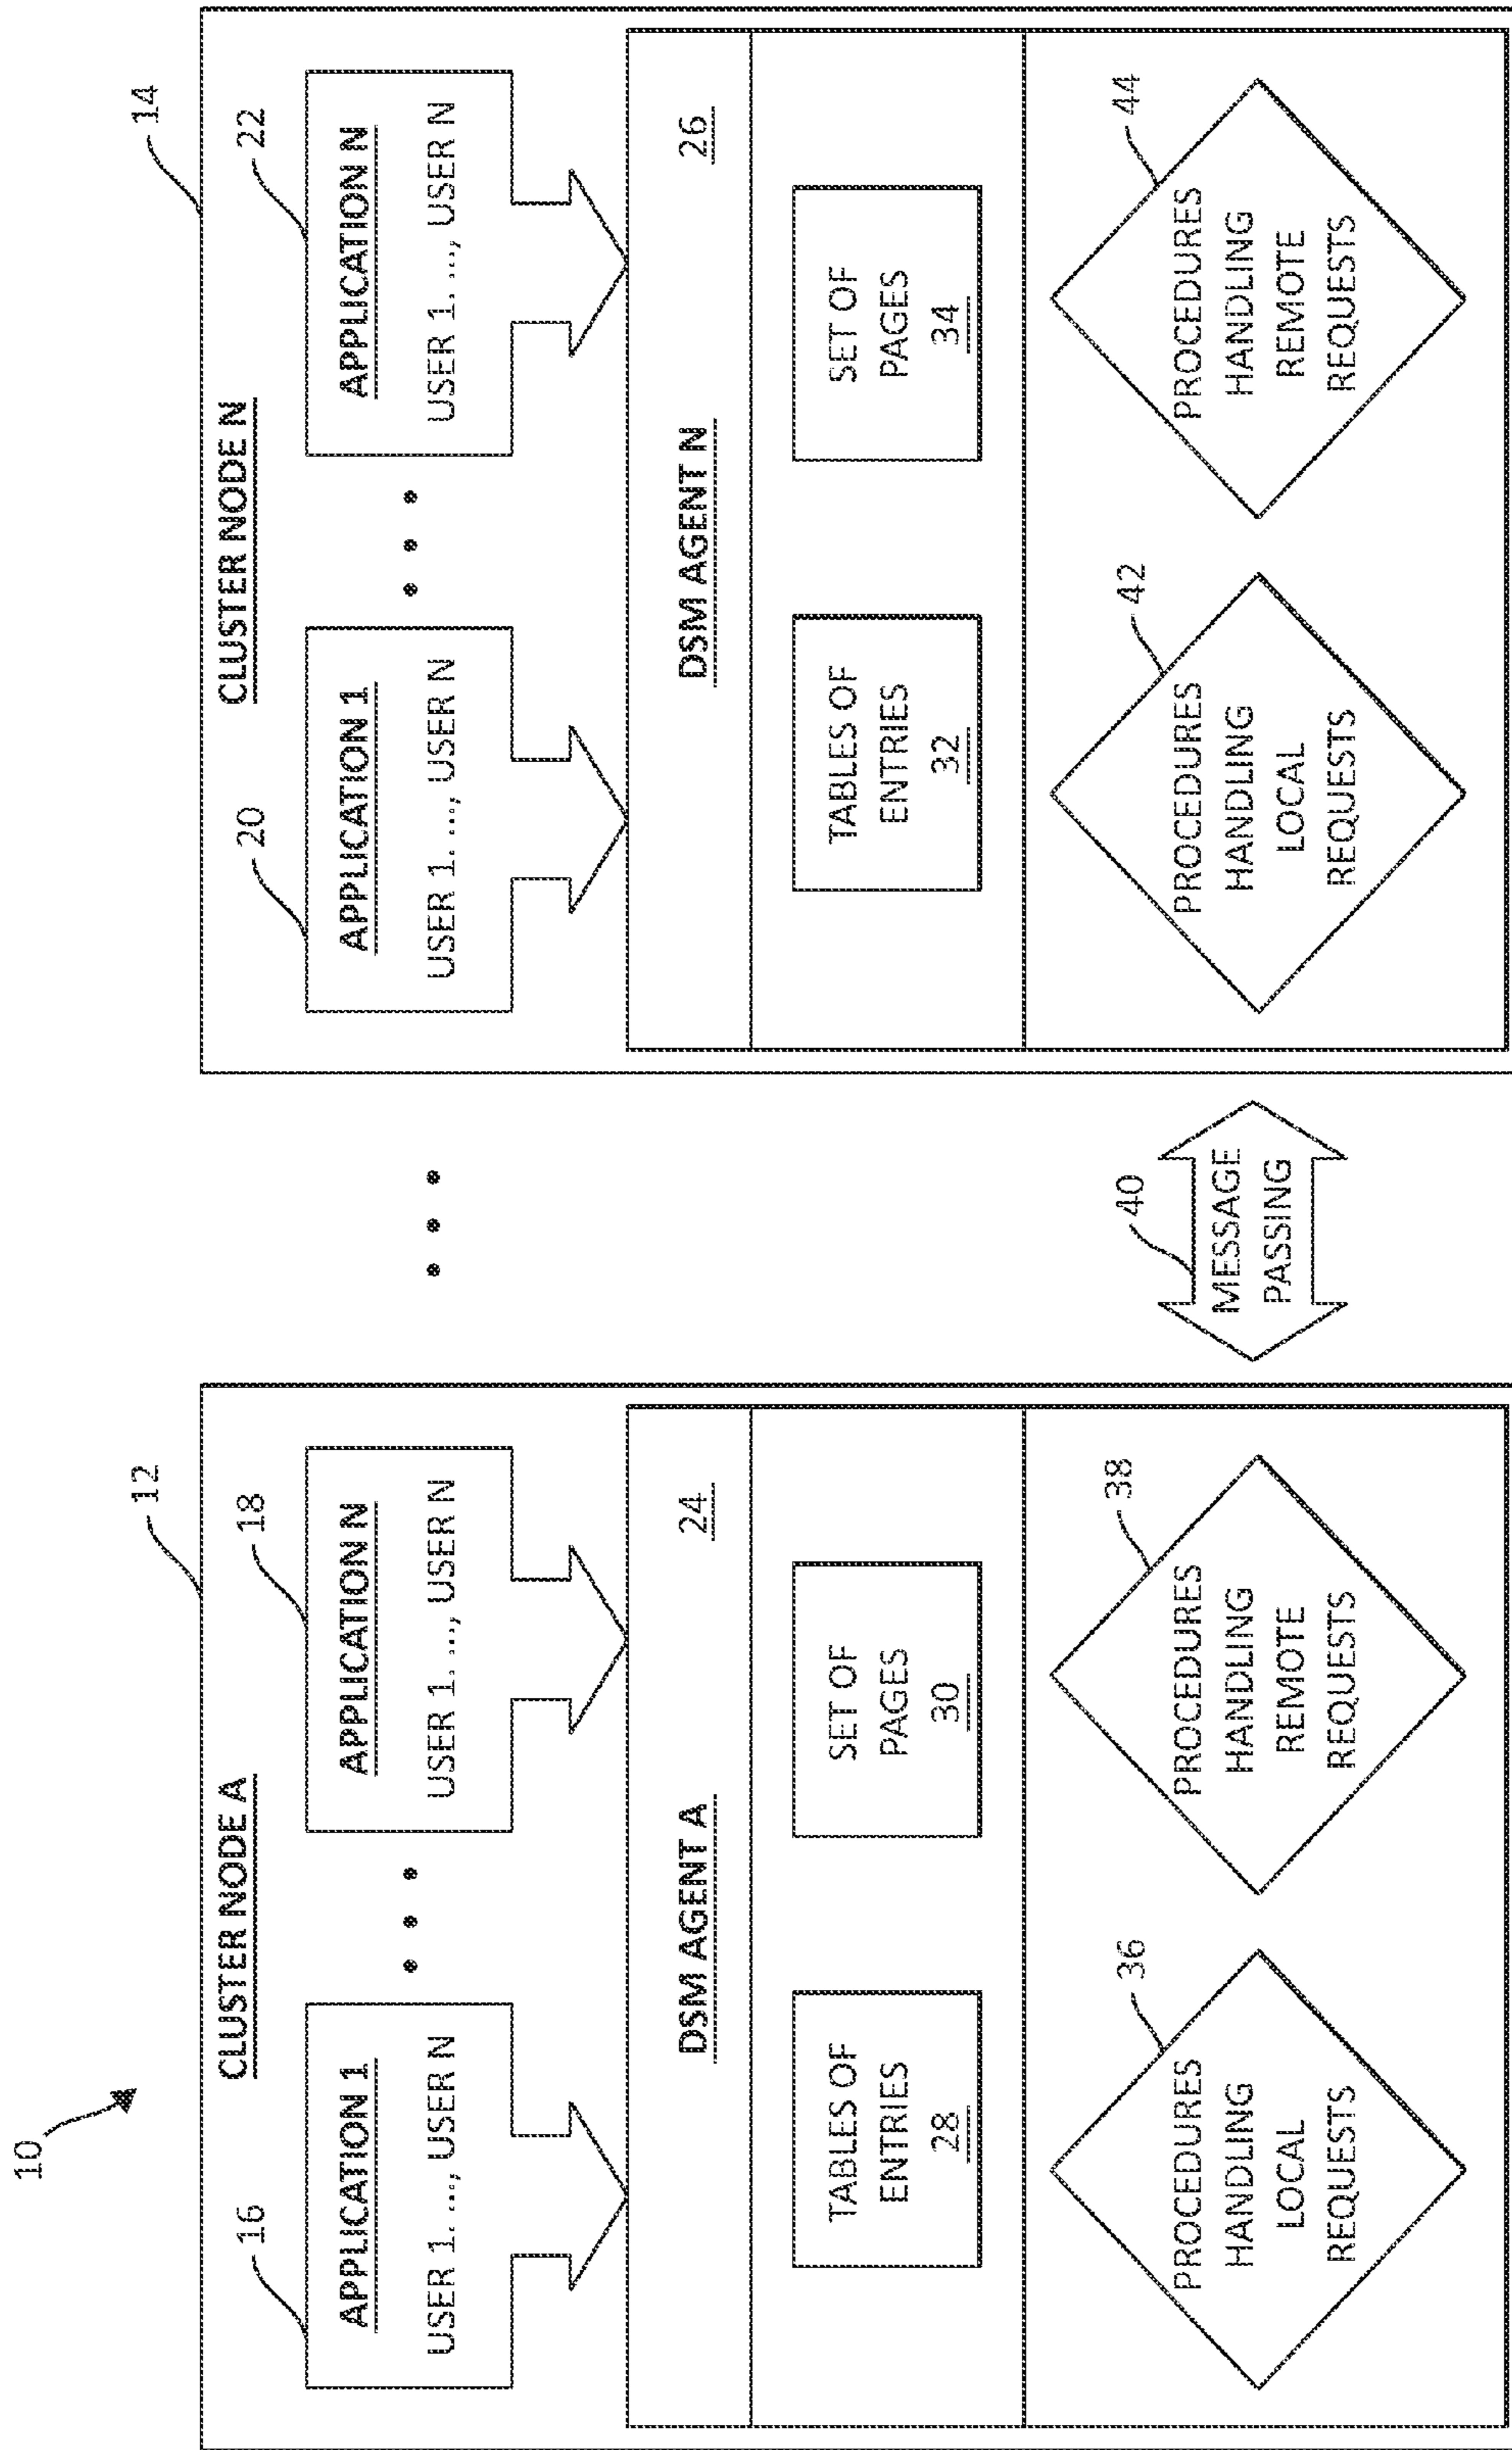 10
12
CLUSTER NODE A
16
APPLICATION 1
USER 1. ..., USER N
18
APPLICATION N
USER 1. ..., USER N
DSM AGENT A
24
TABLES OF
ENTRIES
28
SET OF
PAGES
30
36
PROCEDURES
HANDLING
LOCAL
REQUESTS
38
PROCEDURES
HANDLING
REMOTE
REQUESTS
40
MESSAGE
PASSING
14
CLUSTER NODE N
20
APPLICATION 1
USER 1. ..., USER N
22
APPLICATION N
USER 1. ..., USER N
DSM AGENT N
26
TABLES OF
ENTRIES
32
SET OF
PAGES
34
42
PROCEDURES
HANDLING
LOCAL
REQUESTS
44
PROCEDURES
HANDLING
REMOTE
REQUESTS